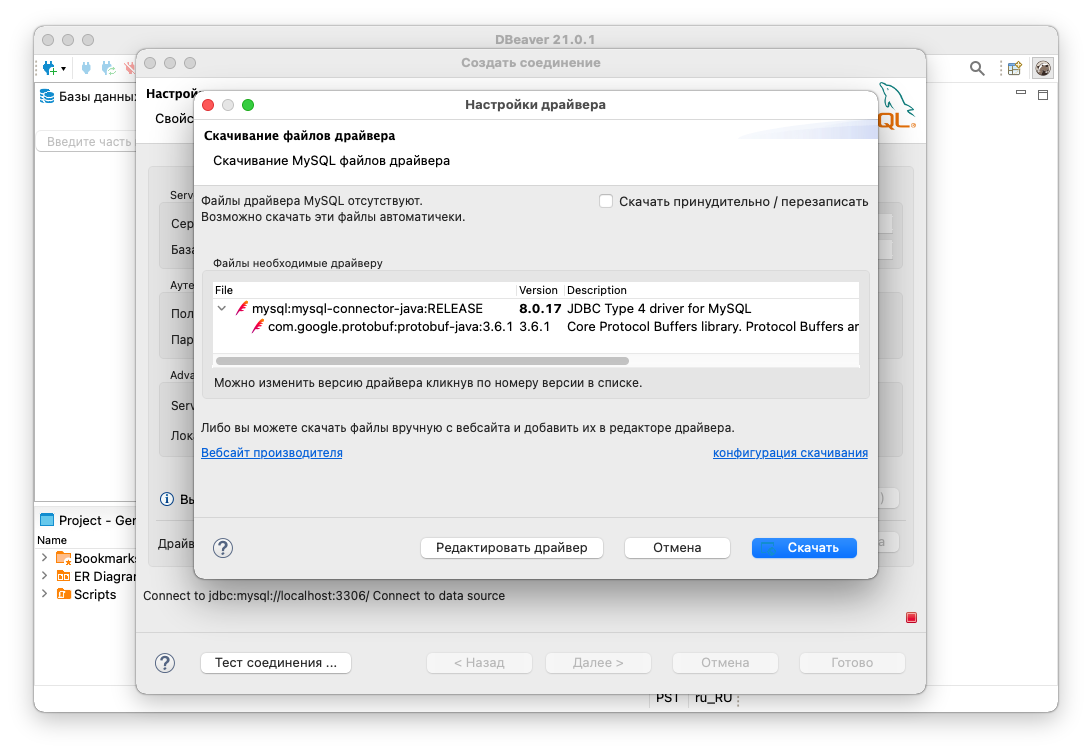 DBeaver 21.0.1
Создать соединение
Базы данны
Введите часть
Настрой
Свойс
QL®
Настройки драйвера
Скачивание файлов драйвера
Скачивание MySQL файлов драйвера
Файлы драйвера MySQL отсутствуют.
Возможно скачать эти файлы автоматичеки.
Скачать принудительно / перезаписать
Файлы необходимые драйверу
File Version Description
mysql:mysql-connector-java:RELEASE 8.0.17 JDBC Type 4 driver for MySQL
com.google.protobuf:protobuf-java:3.6.1 3.6.1 Core Protocol Buffers library. Protocol Buffers ar
Можно изменить версию драйвера кликнув по номеру версии в списке.
Либо вы можете скачать файлы вручную с вебсайта и добавить их в редакторе драйвера.
Вебсайт производителя конфигурация скачивания
Редактировать драйвер Отмена Скачать
Serv
Сер
База
Ауте
Пол
Пар
Adva
Serv
Лока
Вы
)
Драйв
а
Project - Ger
Name
Bookmarks
ER Diagrar
Scripts
Connect to jdbc:mysql://localhost:3306/ Connect to data source
Тест соединения ... < Назад Далее > Отмена Готово
PST ru_RU